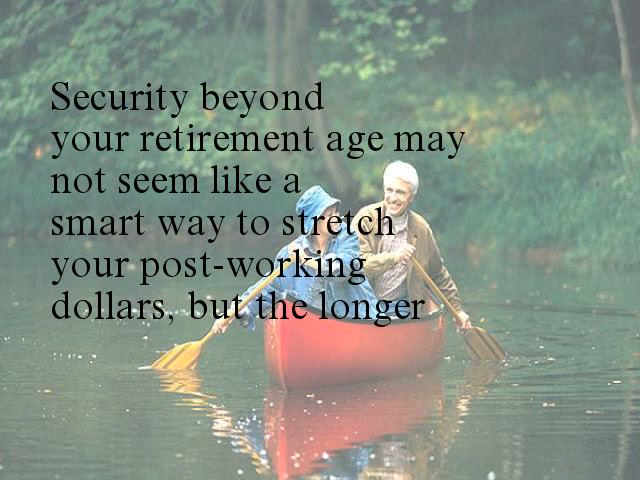 Security beyond
your retirement age may
not seem like a
smart way to stretch
your post-working
dollars, but the longer